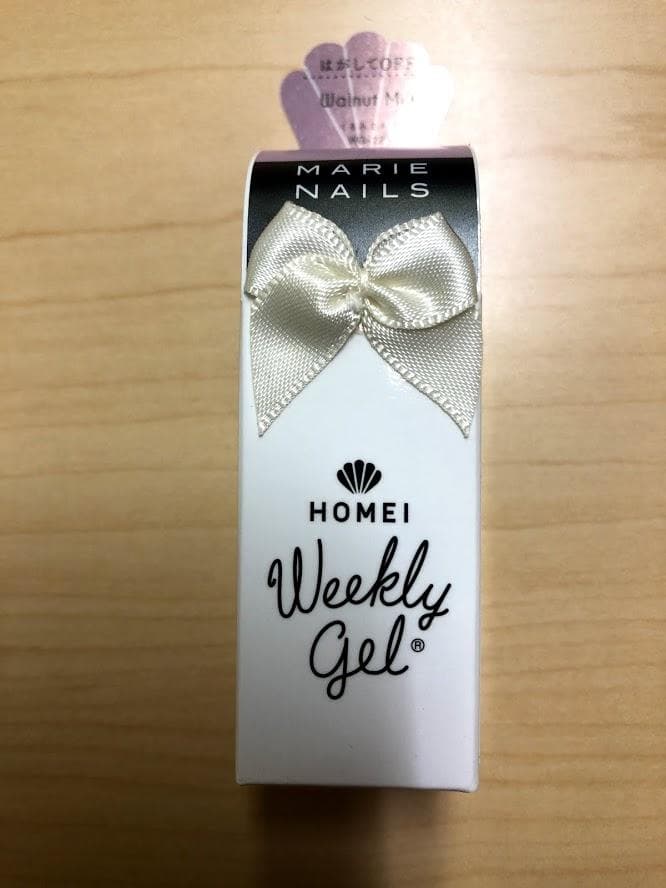 はがしてOFF
Walnut
MARIE
NAILS
HOMEI
Weekly
Gel®